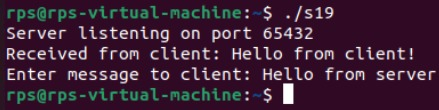 rps@rps-virtual-machine:~$ ./s19
Server listening on port 65432
Received from client: Hello from client!
Enter message to client: Hello from server
rps@rps-virtual-machine:~$